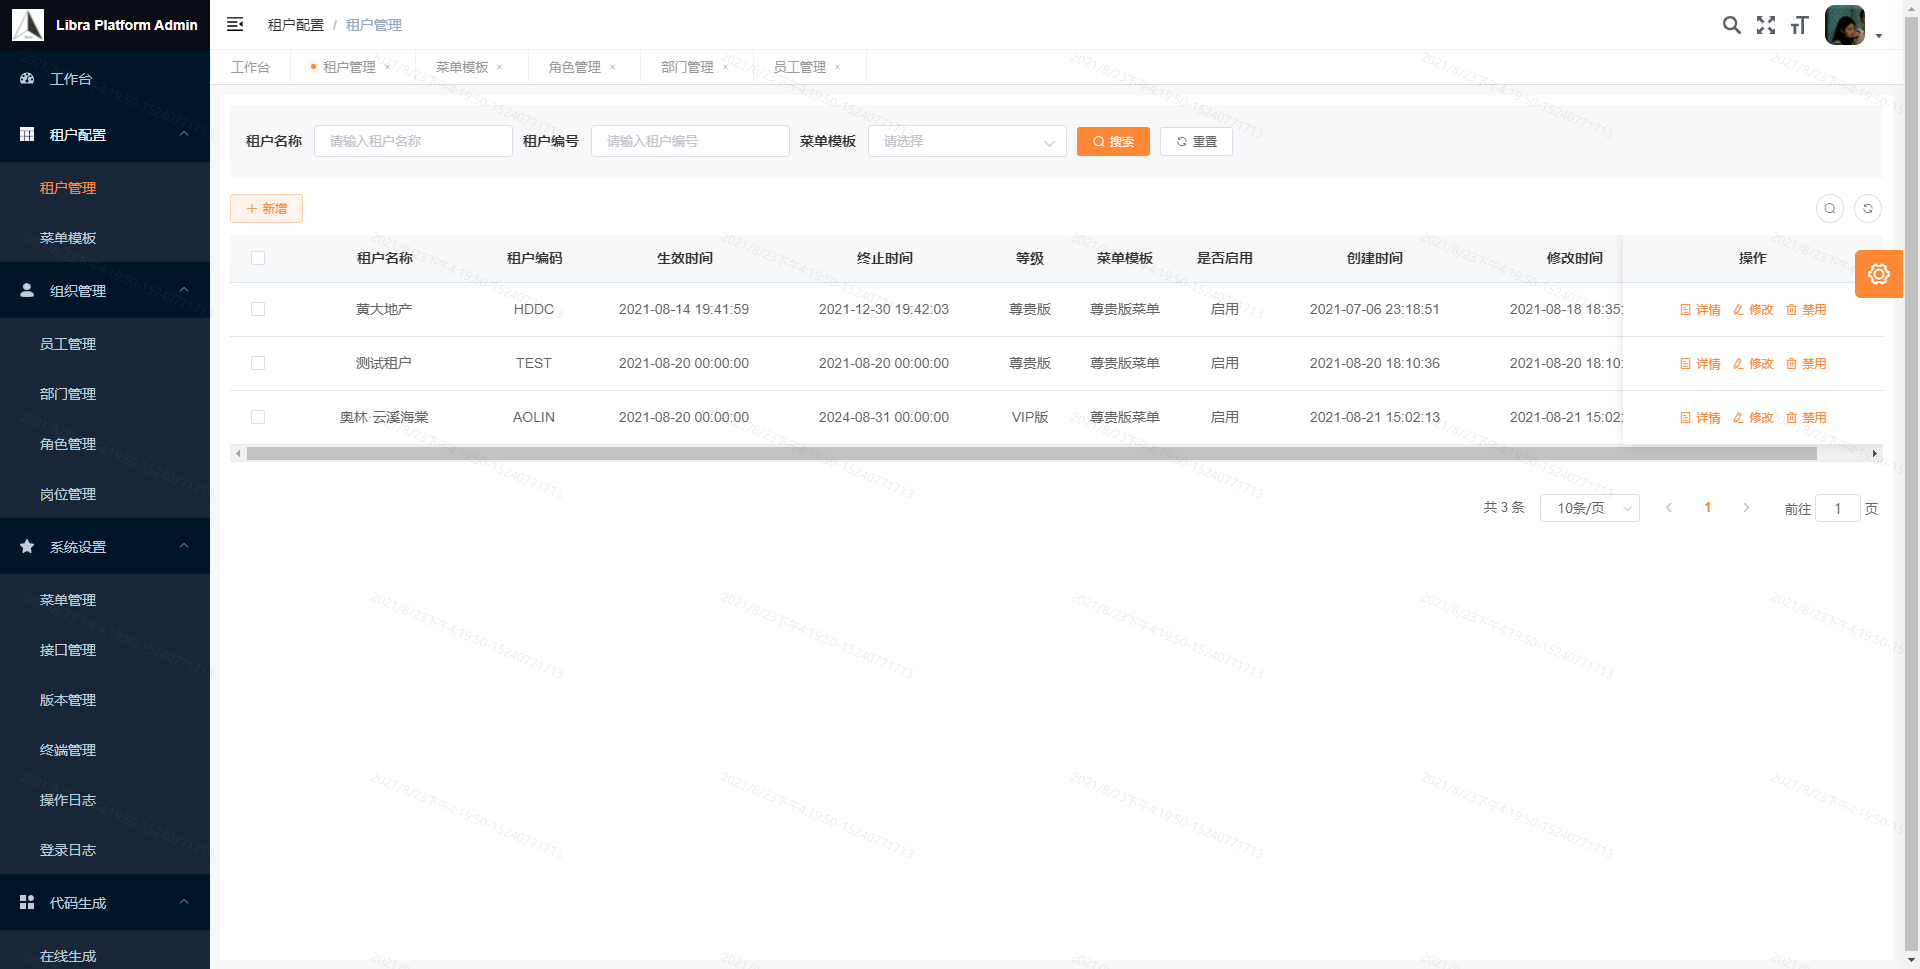 Libra Platform Admin
租户配置 / 租户管理
工作台
租户管理 ×
菜单模板 ×
角色管理 ×
部门管理 ×
员工管理 ×
工作台
租户配置
租户管理
菜单模板
组织管理
员工管理
部门管理
角色管理
岗位管理
系统设置
菜单管理
接口管理
版本管理
终端管理
操作日志
登录日志
代码生成
在线生成
租户名称 请输入租户名称 租户编号 请输入租户编号 菜单模板 请选择 搜索 重置
新增
租户名称 租户编码 生效时间 终止时间 等级 菜单模板 是否启用 创建时间 修改时间 操作
黄大地产 HDDC 2021-08-14 19:41:59 2021-12-30 19:42:03 尊贵版 尊贵版菜单 启用 2021-07-06 23:18:51 2021-08-18 18:35: 详情 修改 禁用
测试租户 TEST 2021-08-20 00:00:00 2021-08-20 00:00:00 尊贵版 尊贵版菜单 启用 2021-08-20 18:10:36 2021-08-20 18:10: 详情 修改 禁用
奥林·云溪海棠 AOLIN 2021-08-20 00:00:00 2024-08-31 00:00:00 VIP版 尊贵版菜单 启用 2021-08-21 15:02:13 2021-08-21 15:02: 详情 修改 禁用
共 3 条 10条/页 1 前往 1 页
2021/8/23下午4:19:50-15240771713